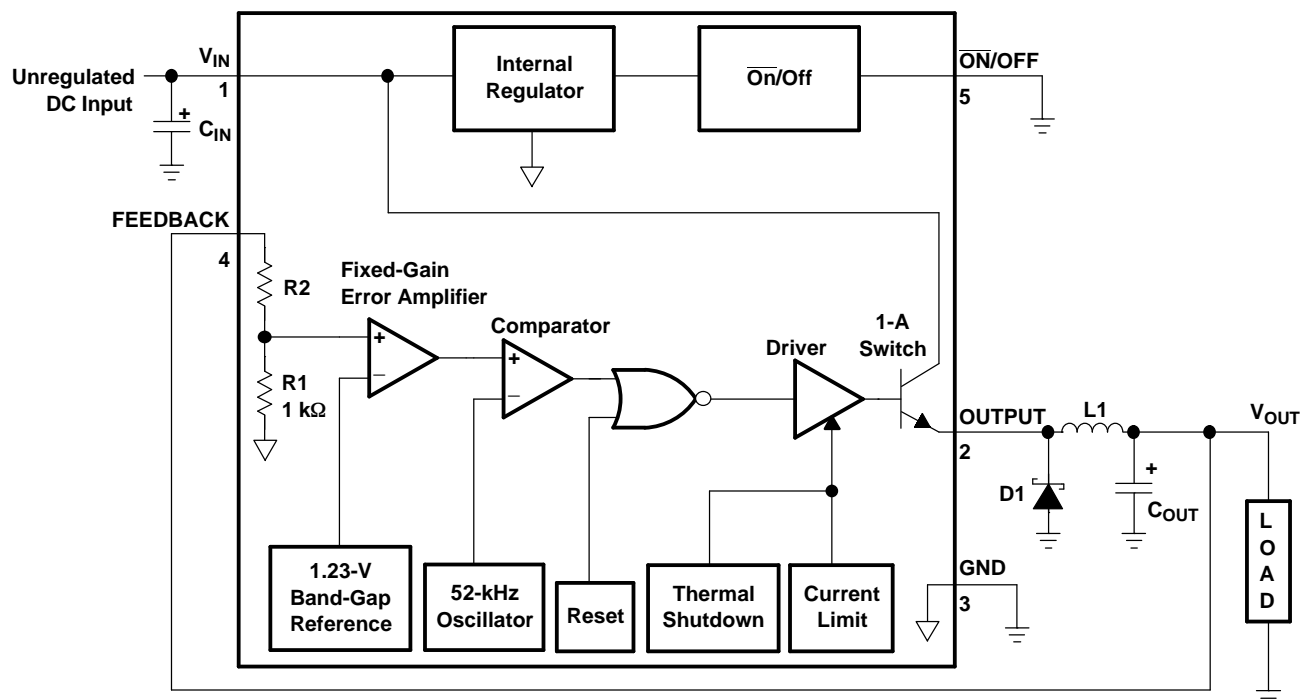 V_IN
1
Unregulated
DC Input
+
C_IN
Internal
Regulator
O̅n̅/Off
O̅N̅/OFF
5
FEEDBACK
4
R2
R1
1 kΩ
Fixed-Gain
Error Amplifier
+
−
Comparator
+
−
Driver
1-A
Switch
OUTPUT
2
L1
V_OUT
D1
+
C_OUT
LOAD
1.23-V
Band-Gap
Reference
52-kHz
Oscillator
Reset
Thermal
Shutdown
Current
Limit
GND
3